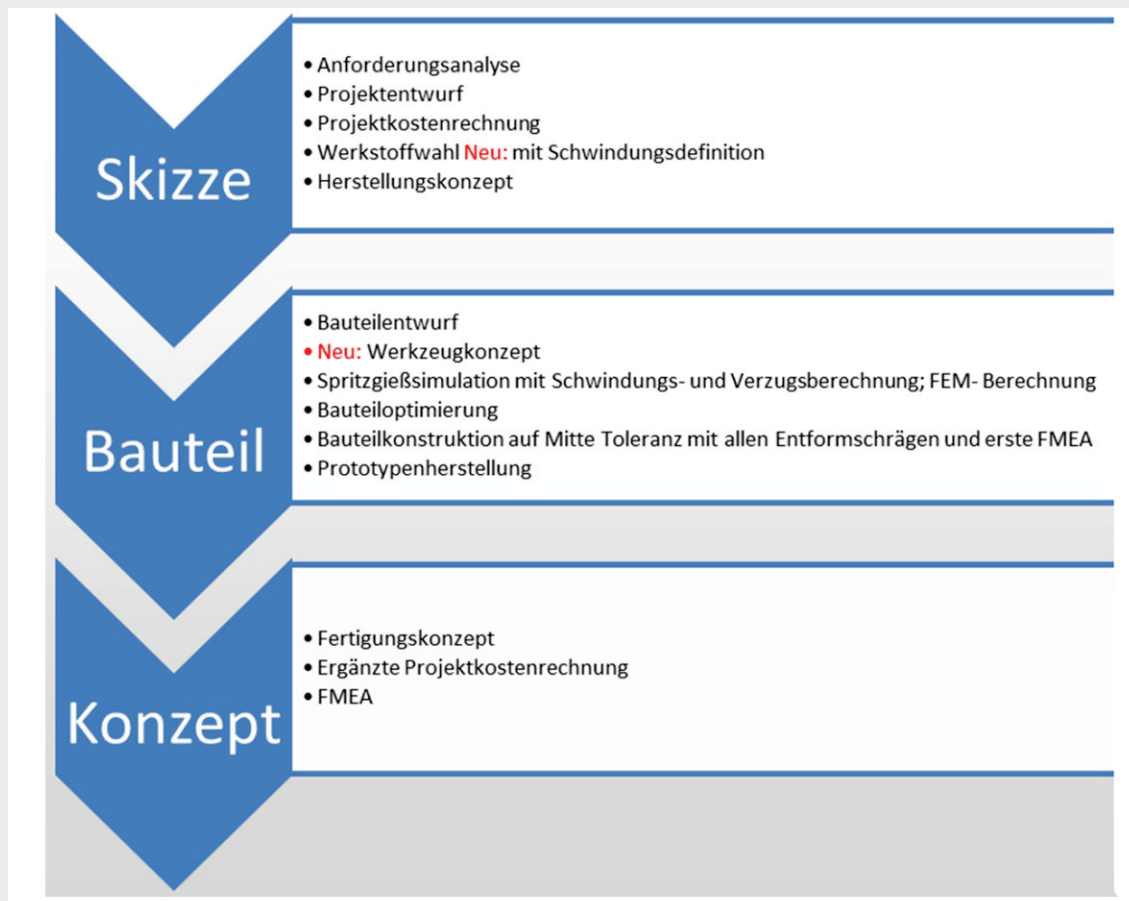 Skizze
• Anforderungsanalyse
• Projektentwurf
• Projektkostenrechnung
• Werkstoffwahl Neu: mit Schwindungsdefinition
• Herstellungskonzept
Bauteil
• Bauteilentwurf
• Neu: Werkzeugkonzept
• Spritzgießsimulation mit Schwindungs- und Verzugsberechnung; FEM- Berechnung
• Bauteiloptimierung
• Bauteilkonstruktion auf Mitte Toleranz mit allen Entformschrägen und erste FMEA
• Prototypenherstellung
Konzept
• Fertigungskonzept
• Ergänzte Projektkostenrechnung
• FMEA